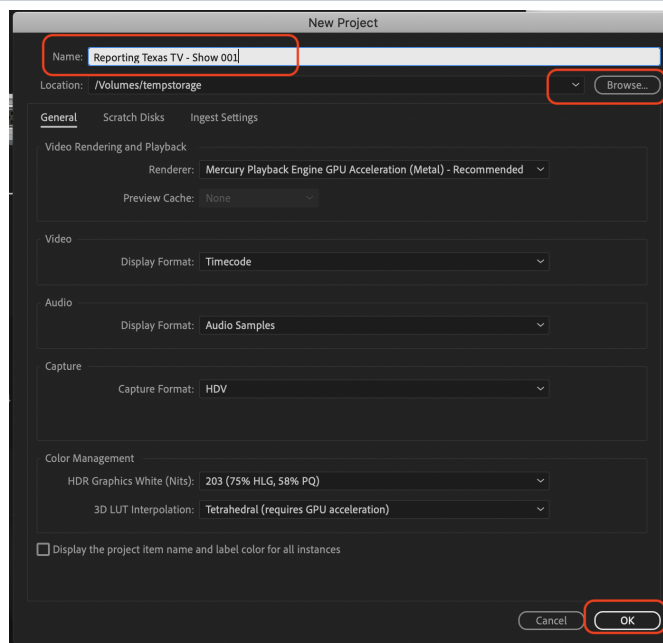 New Project
Name: Reporting Texas TV - Show 001
Location: /Volumes/tempstorage Browse...
General Scratch Disks Ingest Settings
Video Rendering and Playback
Renderer: Mercury Playback Engine GPU Acceleration (Metal) - Recommended
Preview Cache: None
Video
Display Format: Timecode
Audio
Display Format: Audio Samples
Capture
Capture Format: HDV
Color Management
HDR Graphics White (Nits): 203 (75% HLG, 58% PQ)
3D LUT Interpolation: Tetrahedral (requires GPU acceleration)
Display the project item name and label color for all instances
Cancel OK